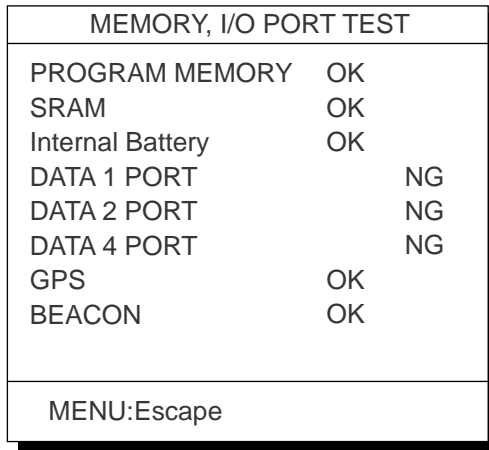 MEMORY, I/O PORT TEST
PROGRAM MEMORY OK
SRAM OK
Internal Battery OK
DATA 1 PORT NG
DATA 2 PORT NG
DATA 4 PORT NG
GPS OK
BEACON OK
MENU:Escape